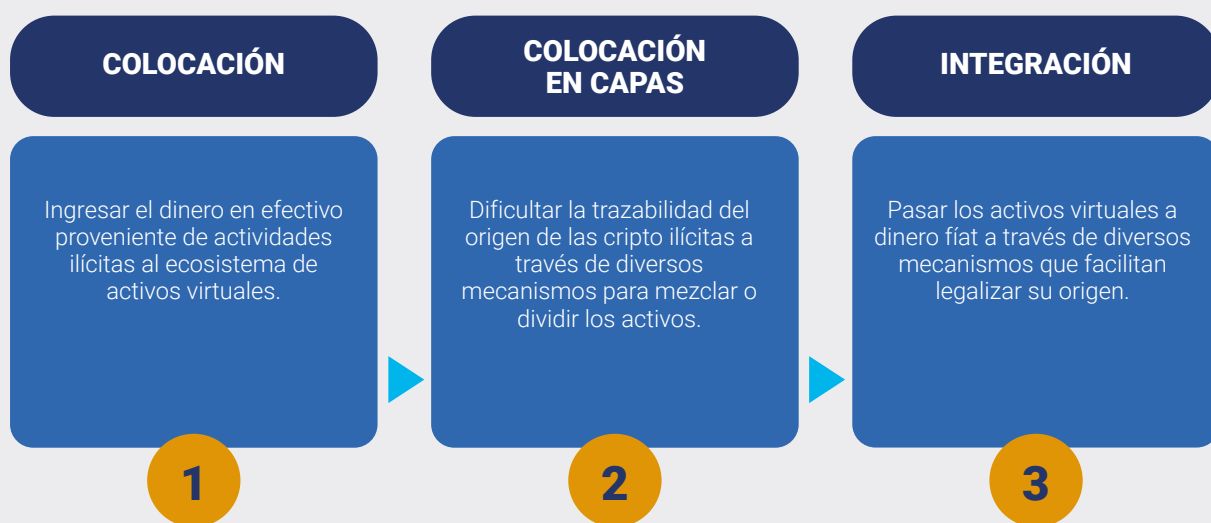 COLOCACIÓN
Ingresar el dinero en efectivo
proveniente de actividades
ilícitas al ecosistema de
activos virtuales.
1
COLOCACIÓN
EN CAPAS
Dificultar la trazabilidad del
origen de las cripto ilícitas a
través de diversos
mecanismos para mezclar o
dividir los activos.
2
INTEGRACIÓN
Pasar los activos virtuales a
dinero fíat a través de diversos
mecanismos que facilitan
legalizar su origen.
3